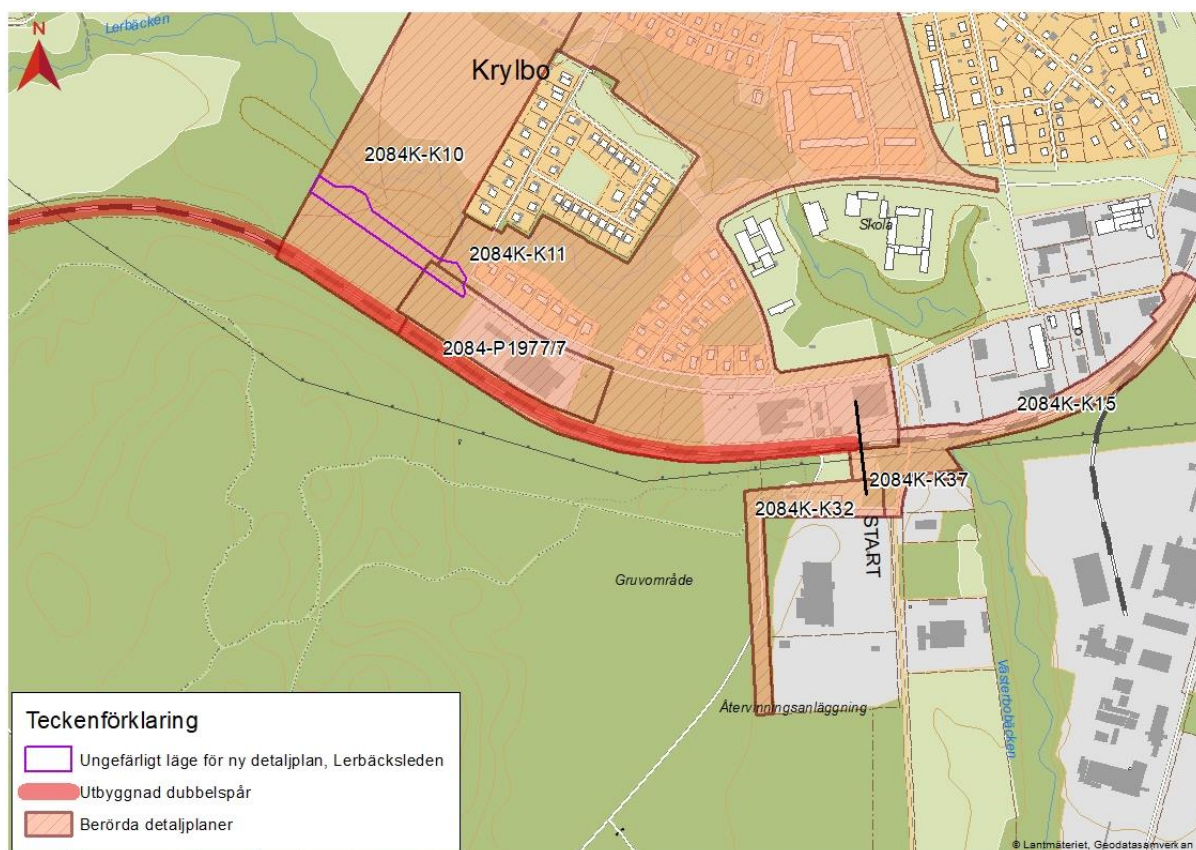 Lerbäcken
N
Krylbo
2084K-K10
Skola
2084K-K11
2084-P1977/7
2084K-K15
2084K-K37
2084K-K32
START
Gruvområde
Västerbobäcken
Återvinningsanläggning
Teckenförklaring
Ungefärligt läge för ny detaljplan, Lerbäcksleden
Utbyggnad dubbelspår
Berörda detaljplaner
© Lantmäteriet, Geodatasamverkan